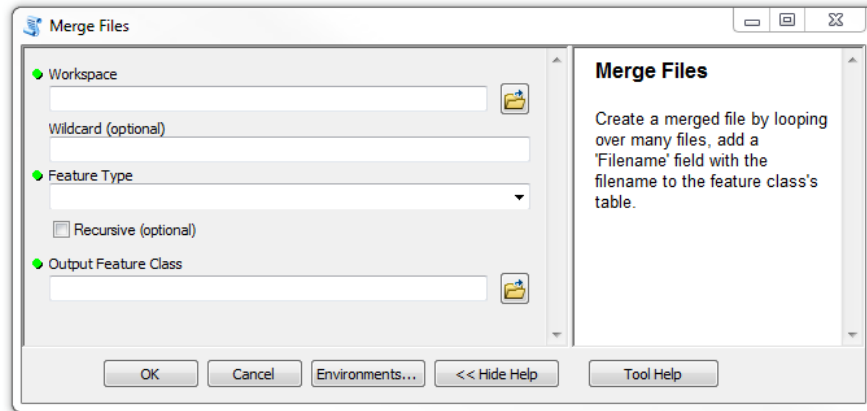 Merge Files
Workspace
Wildcard (optional)
Feature Type
Recursive (optional)
Output Feature Class
Merge Files
Create a merged file by looping
over many files, add a
'Filename' field with the
filename to the feature class's
table.
OK
Cancel
Environments...
<< Hide Help
Tool Help